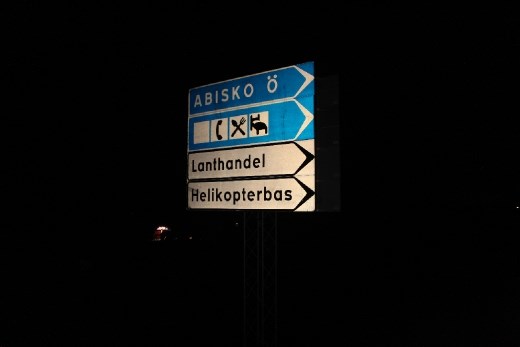 ABISKO Ö
Lanthandel
Helikopterbas